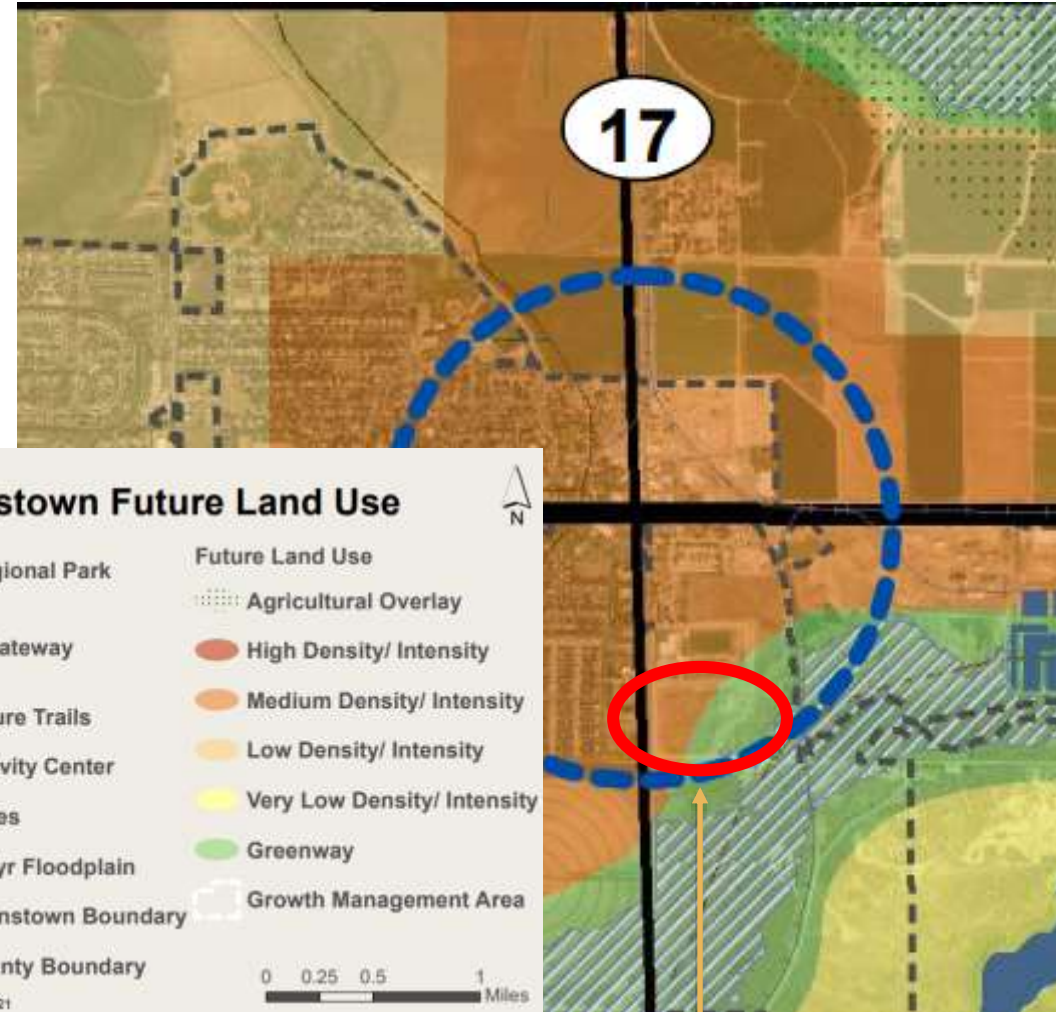 17
stown Future Land Use
N
gional Park
ateway
ure Trails
vity Center
es
yr Floodplain
nstown Boundary
nty Boundary
21
Future Land Use
Agricultural Overlay
High Density/ Intensity
Medium Density/ Intensity
Low Density/ Intensity
Very Low Density/ Intensity
Greenway
Growth Management Area
0 0.25 0.5 1
Miles